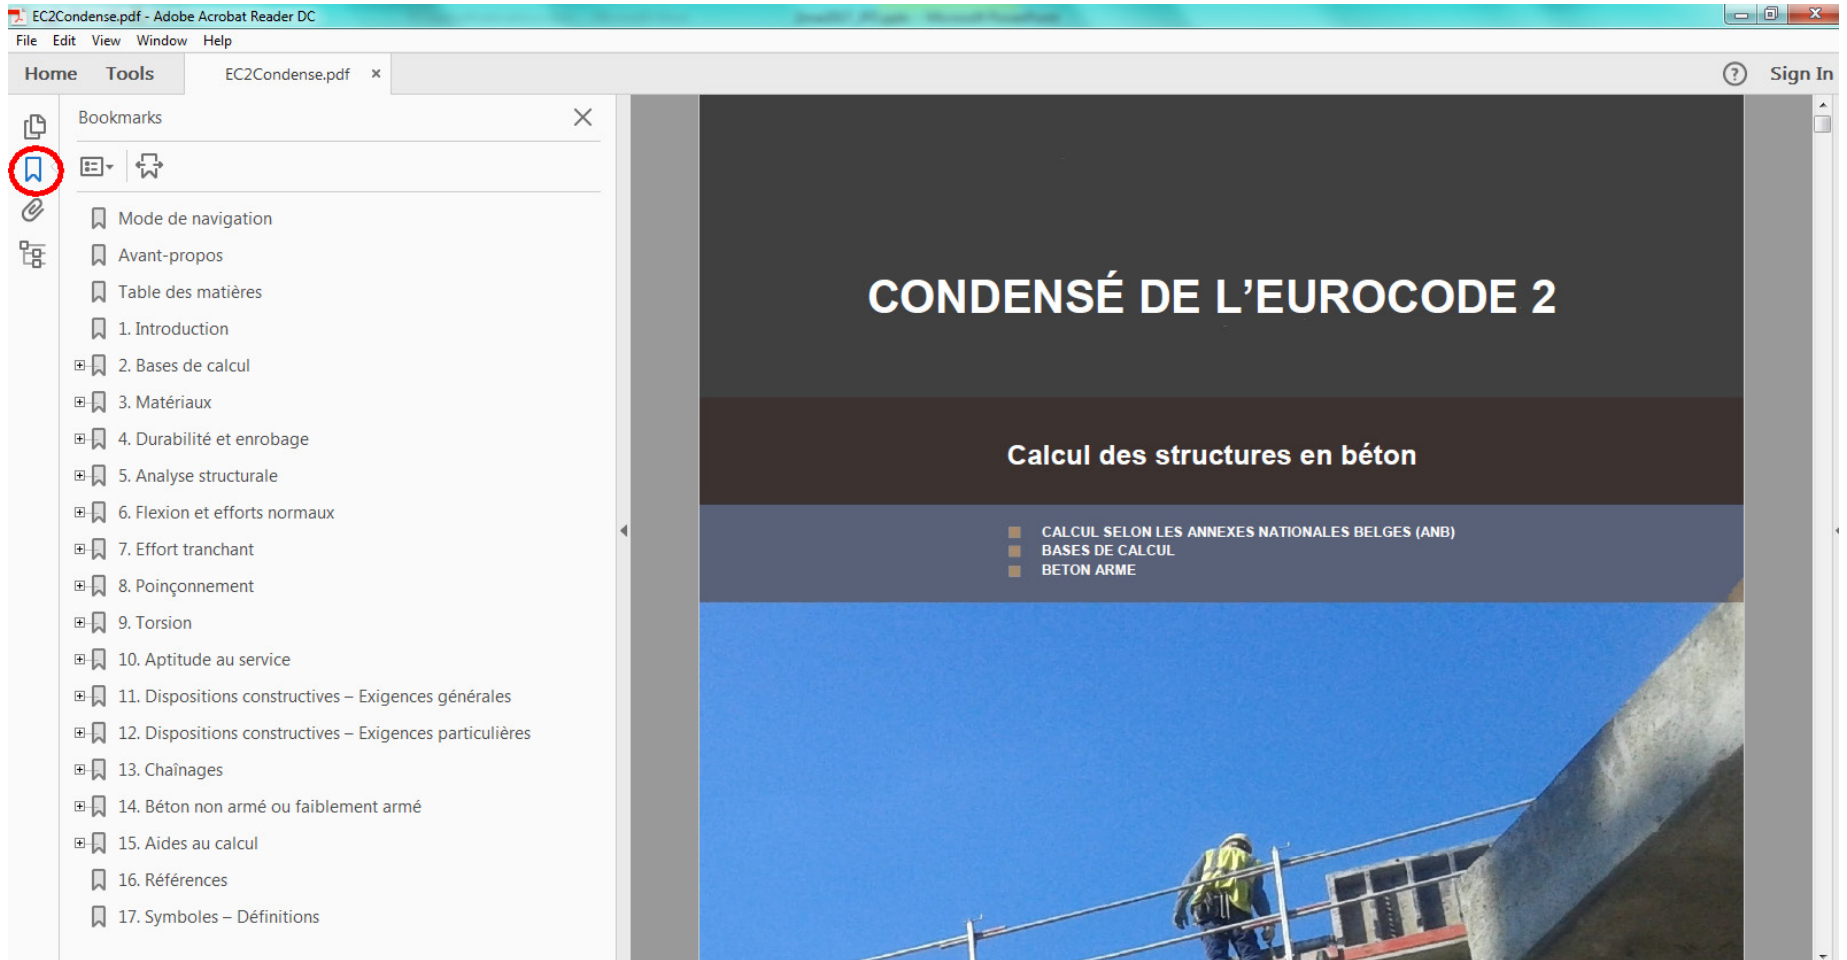 EC2Condense.pdf - Adobe Acrobat Reader DC
File Edit View Window Help
Home Tools EC2Condense.pdf × ? Sign In
Bookmarks
Mode de navigation
Avant-propos
Table des matières
1. Introduction
2. Bases de calcul
3. Matériaux
4. Durabilité et enrobage
5. Analyse structurale
6. Flexion et efforts normaux
7. Effort tranchant
8. Poinçonnement
9. Torsion
10. Aptitude au service
11. Dispositions constructives – Exigences générales
12. Dispositions constructives – Exigences particulières
13. Chaînages
14. Béton non armé ou faiblement armé
15. Aides au calcul
16. Références
17. Symboles – Définitions
CONDENSÉ DE L’EUROCODE 2
Calcul des structures en béton
CALCUL SELON LES ANNEXES NATIONALES BELGES (ANB)
BASES DE CALCUL
BETON ARME